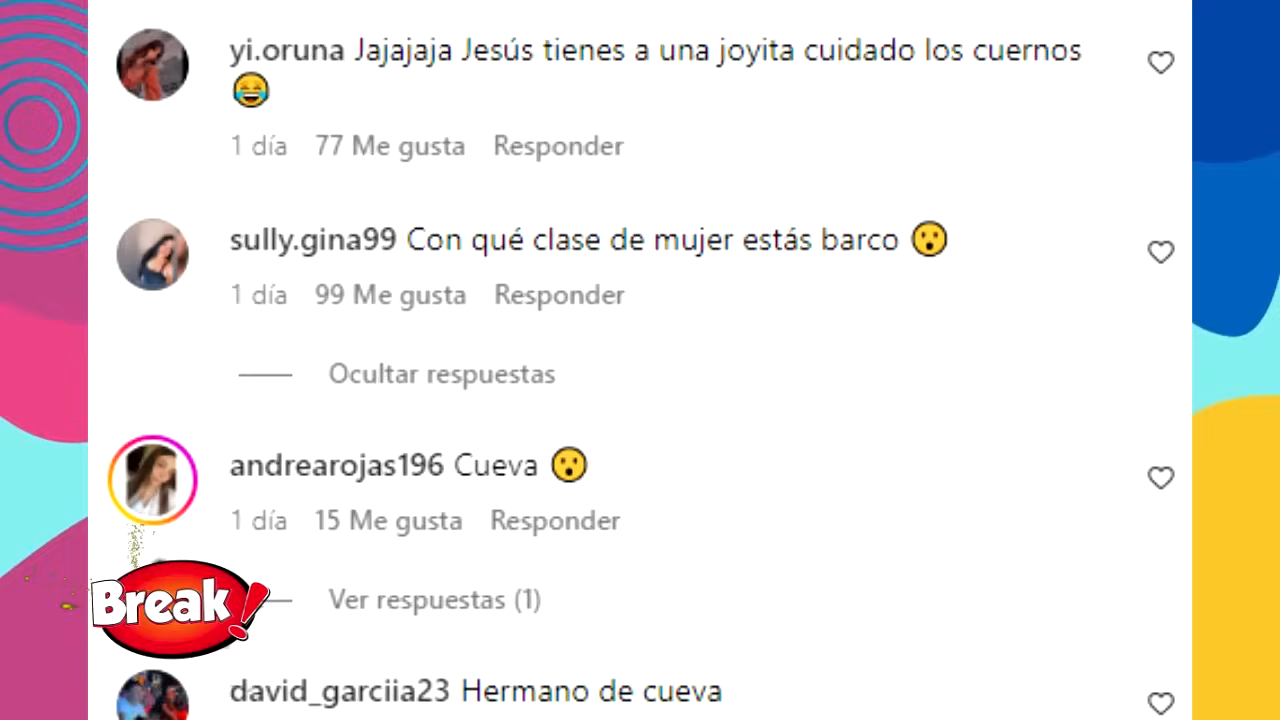 yi.oruna Jajajaja Jesús tienes a una joyita cuidado los cuernos
😂
1 día 77 Me gusta Responder
sully.gina99 Con qué clase de mujer estás barco 😮
1 día 99 Me gusta Responder
Ocultar respuestas
andrearojas196 Cueva 😮
1 día 15 Me gusta Responder
Ver respuestas (1)
Break!
david_garciia23 Hermano de cueva